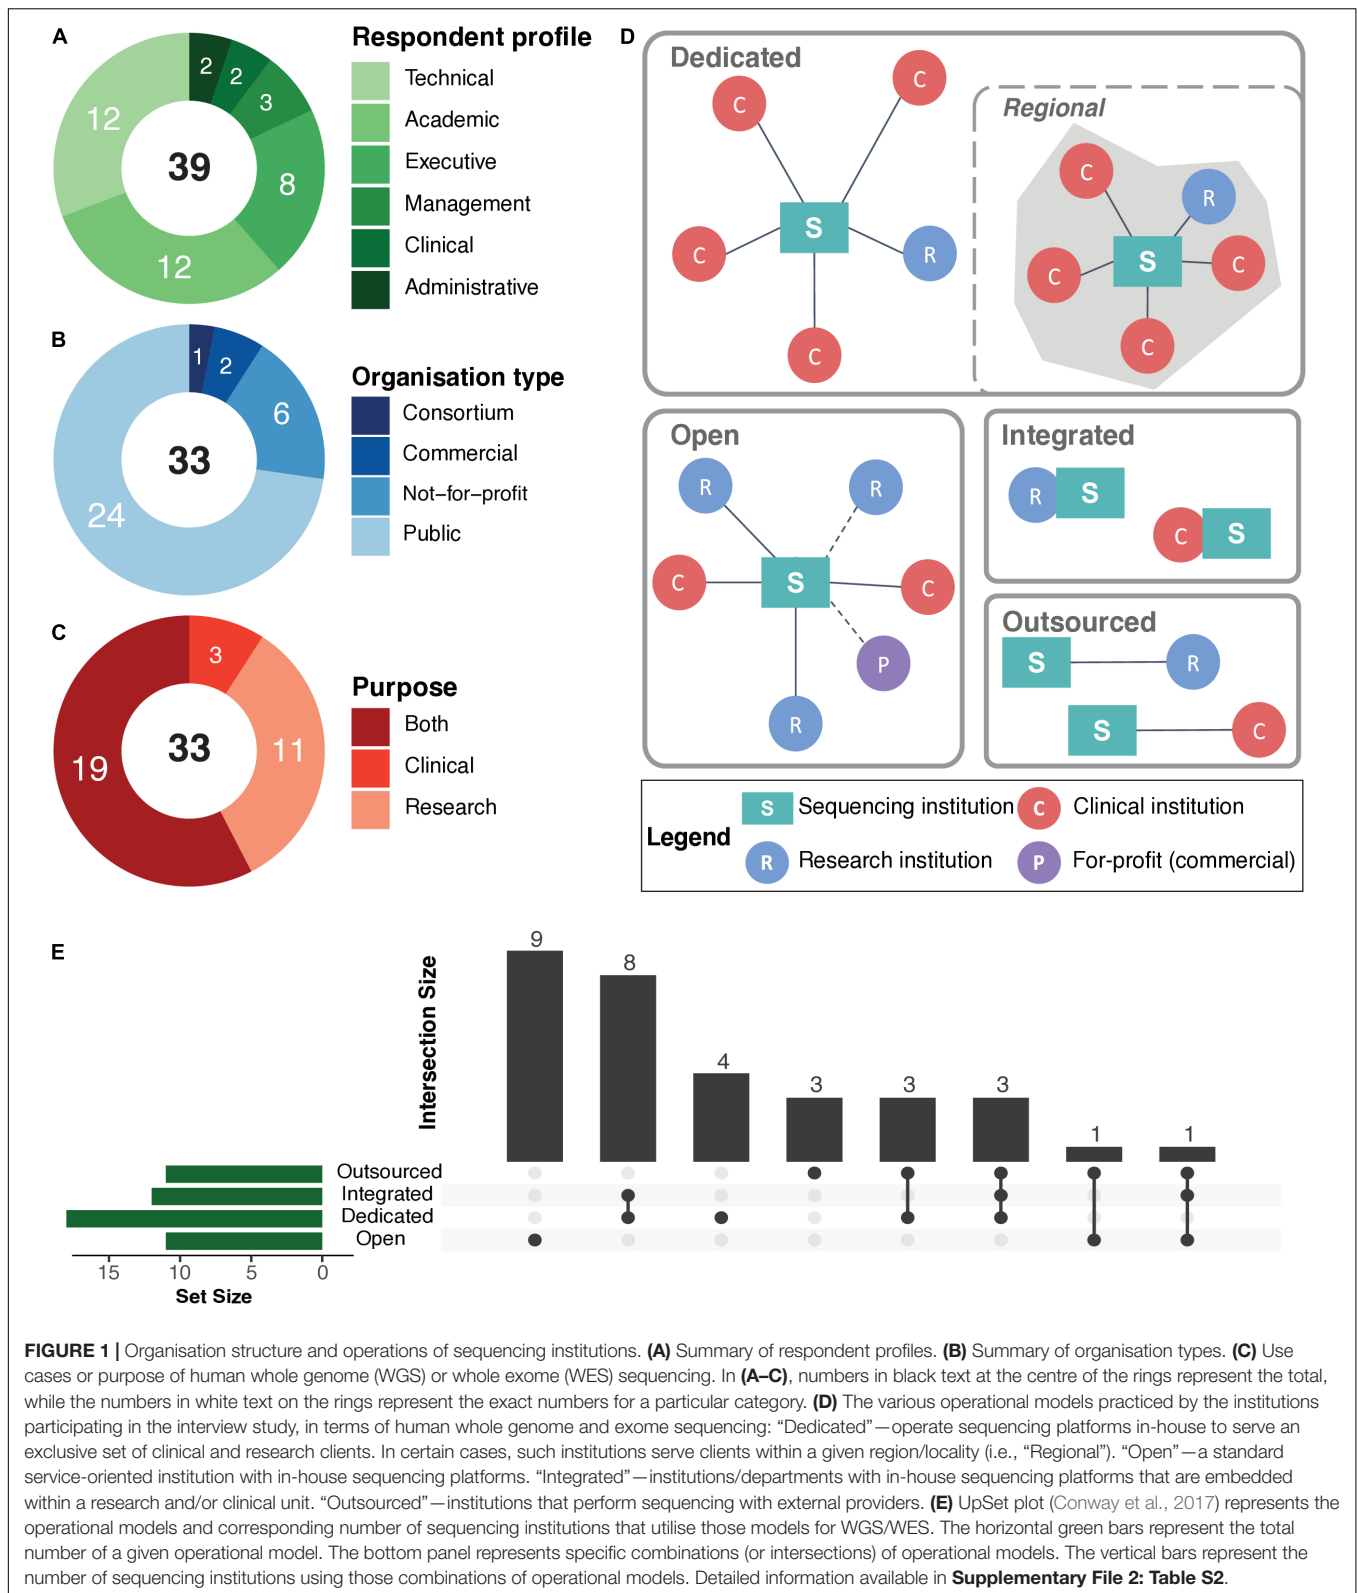 A
2
2
3
8
12
12
39
Respondent profile
Technical
Academic
Executive
Management
Clinical
Administrative
B
1
2
6
24
33
Organisation type
Consortium
Commercial
Not–for–profit
Public
C
3
11
19
33
Purpose
Both
Clinical
Research
D
Dedicated
C
C
C
S
R
C
Regional
C
R
C
S
C
C
Open
R
R
C
S
C
P
R
Integrated
R S
C S
Outsourced
S R
S C
Legend
S Sequencing institution
C Clinical institution
R Research institution
P For-profit (commercial)
E
Intersection Size
9
8
4
3
3
3
1
1
Outsourced
Integrated
Dedicated
Open
15 10 5 0
Set Size
FIGURE 1 | Organisation structure and operations of sequencing institutions. (A) Summary of respondent profiles. (B) Summary of organisation types. (C) Use
cases or purpose of human whole genome (WGS) or whole exome (WES) sequencing. In (A–C), numbers in black text at the centre of the rings represent the total,
while the numbers in white text on the rings represent the exact numbers for a particular category. (D) The various operational models practiced by the institutions
participating in the interview study, in terms of human whole genome and exome sequencing: “Dedicated”—operate sequencing platforms in-house to serve an
exclusive set of clinical and research clients. In certain cases, such institutions serve clients within a given region/locality (i.e., “Regional”). “Open”—a standard
service-oriented institution with in-house sequencing platforms. “Integrated”—institutions/departments with in-house sequencing platforms that are embedded
within a research and/or clinical unit. “Outsourced”—institutions that perform sequencing with external providers. (E) UpSet plot (Conway et al., 2017) represents the
operational models and corresponding number of sequencing institutions that utilise those models for WGS/WES. The horizontal green bars represent the total
number of a given operational model. The bottom panel represents specific combinations (or intersections) of operational models. The vertical bars represent the
number of sequencing institutions using those combinations of operational models. Detailed information available in Supplementary File 2: Table S2.